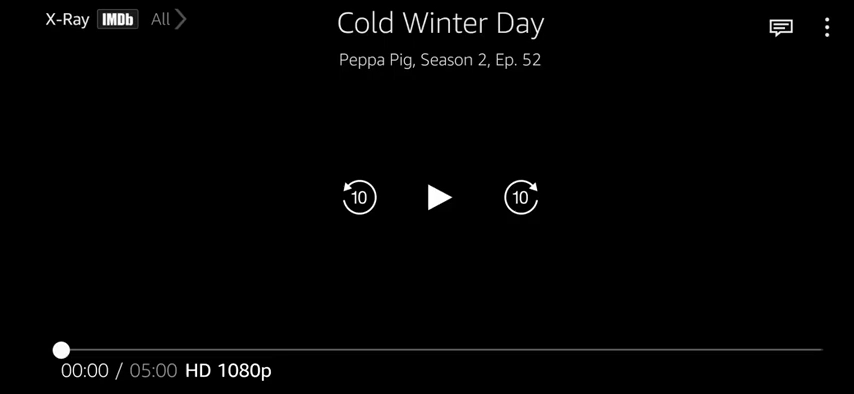 X-Ray IMDb All
Cold Winter Day
Peppa Pig, Season 2, Ep. 52
10 10
00:00 / 05:00 HD 1080p